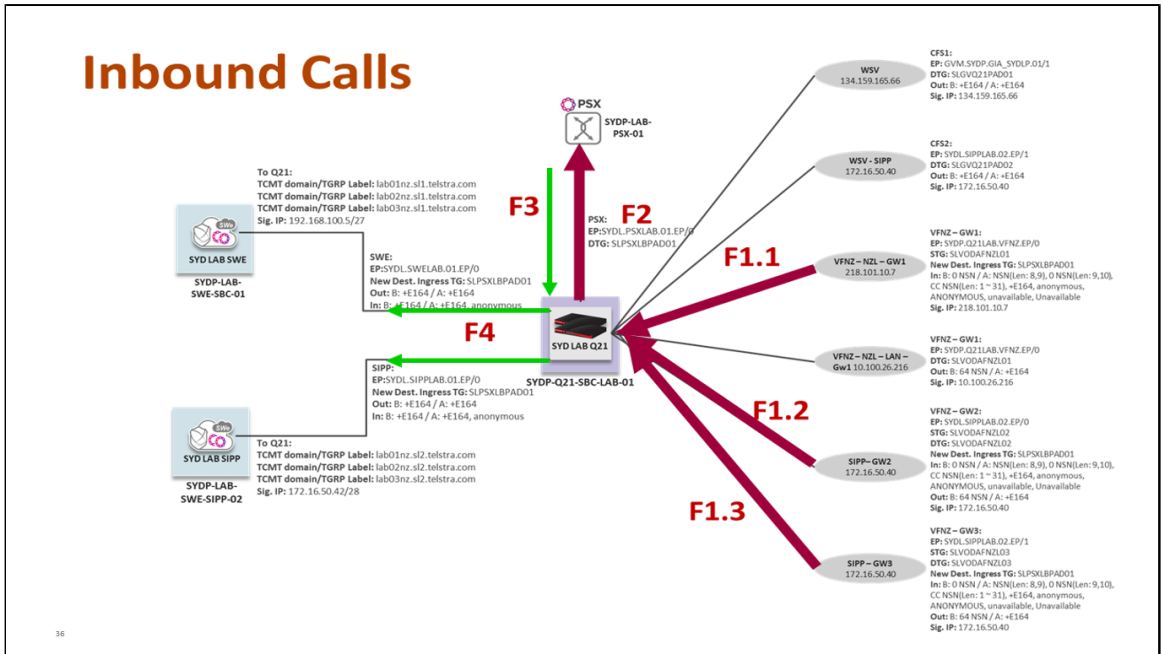 Inbound Calls
PSX
SYDP-LAB-
PSX-01
To Q21:
TCMT domain/TGRP Label: lab01nz.sl1.telstra.com
TCMT domain/TGRP Label: lab02nz.sl1.telstra.com
TCMT domain/TGRP Label: lab03nz.sl1.telstra.com
Sig. IP: 192.168.100.5/27
SWe
SYD LAB SWE
SYDP-LAB-
SWE-SBC-01
SWE:
EP:SYDL.SWELAB.01.EP/0
New Dest. Ingress TG: SLPSXLBPAD01
Out: B: +E164 / A: +E164
In: B: +E164 / A: +E164, anonymous
F3
F2
PSX:
EP:SYDL.PSXLAB.01.EP/0
DTG: SLPSXLBPAD01
F4
SYD LAB Q21
SYDP-Q21-SBC-LAB-01
SIPP:
EP:SYDL.SIPPLAB.01.EP/0
New Dest. Ingress TG: SLPSXLBPAD01
Out: B: +E164 / A: +E164
In: B: +E164 / A: +E164, anonymous
SWe
SYD LAB SIPP
SYDP-LAB-
SWE-SIPP-02
To Q21:
TCMT domain/TGRP Label: lab01nz.sl2.telstra.com
TCMT domain/TGRP Label: lab02nz.sl2.telstra.com
TCMT domain/TGRP Label: lab03nz.sl2.telstra.com
Sig. IP: 172.16.50.42/28
F1.1
F1.2
F1.3
WSV
134.159.165.66
CFS1:
EP: GVM.SYDP.GIA_SYDLP.01/1
DTG: SLGVQ21PAD01
Out: B: +E164 / A: +E164
Sig. IP: 134.159.165.66
WSV - SIPP
172.16.50.40
CFS2:
EP: SYDL.SIPPLAB.02.EP/1
DTG: SLGVQ21PAD02
Out: B: +E164 / A: +E164
Sig. IP: 172.16.50.40
VFNZ – NZL – GW1
218.101.10.7
VFNZ – GW1:
EP: SYDP.Q21LAB.VFNZ.EP/0
STG: SLVODAFNZL01
New Dest. Ingress TG: SLPSXLBPAD01
In: B: 0 NSN / A: NSN(Len: 8,9), 0 NSN(Len: 9,10),
CC NSN(Len: 1 ~ 31), +E164, anonymous,
ANONYMOUS, unavailable, Unavailable
Sig. IP: 218.101.10.7
VFNZ – NZL – LAN –
Gw1 10.100.26.216
VFNZ – GW1:
EP: SYDP.Q21LAB.VFNZ.EP/0
DTG: SLVODAFNZL01
Out: B: 64 NSN / A: +E164
Sig. IP: 10.100.26.216
SIPP– GW2
172.16.50.40
VFNZ – GW2:
EP: SYDL.SIPPLAB.02.EP/0
STG: SLVODAFNZL02
DTG: SLVODAFNZL02
New Dest. Ingress TG: SLPSXLBPAD01
In: B: 0 NSN / A: NSN(Len: 8,9), 0 NSN(Len: 9,10),
CC NSN(Len: 1 ~ 31), +E164, anonymous,
ANONYMOUS, unavailable, Unavailable
Out: B: 64 NSN / A: +E164
Sig. IP: 172.16.50.40
SIPP – GW3
172.16.50.40
VFNZ – GW3:
EP: SYDL.SIPPLAB.02.EP/1
STG: SLVODAFNZL03
DTG: SLVODAFNZL03
New Dest. Ingress TG: SLPSXLBPAD01
In: B: 0 NSN / A: NSN(Len: 8,9), 0 NSN(Len: 9,10),
CC NSN(Len: 1 ~ 31), +E164, anonymous,
ANONYMOUS, unavailable, Unavailable
Out: B: 64 NSN / A: +E164
Sig. IP: 172.16.50.40
36